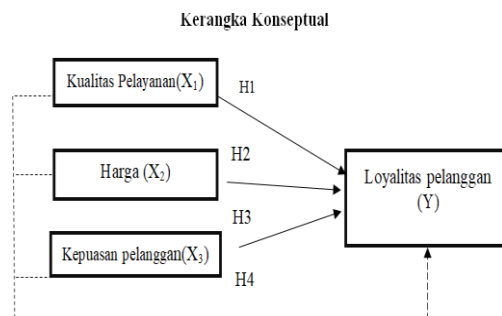 Kerangka Konseptual
Kualitas Pelayanan(X₁)
H1
H2
Harga (X₂)
Loyalitas pelanggan
(Y)
H3
Kepuasan pelanggan(X₃)
H4